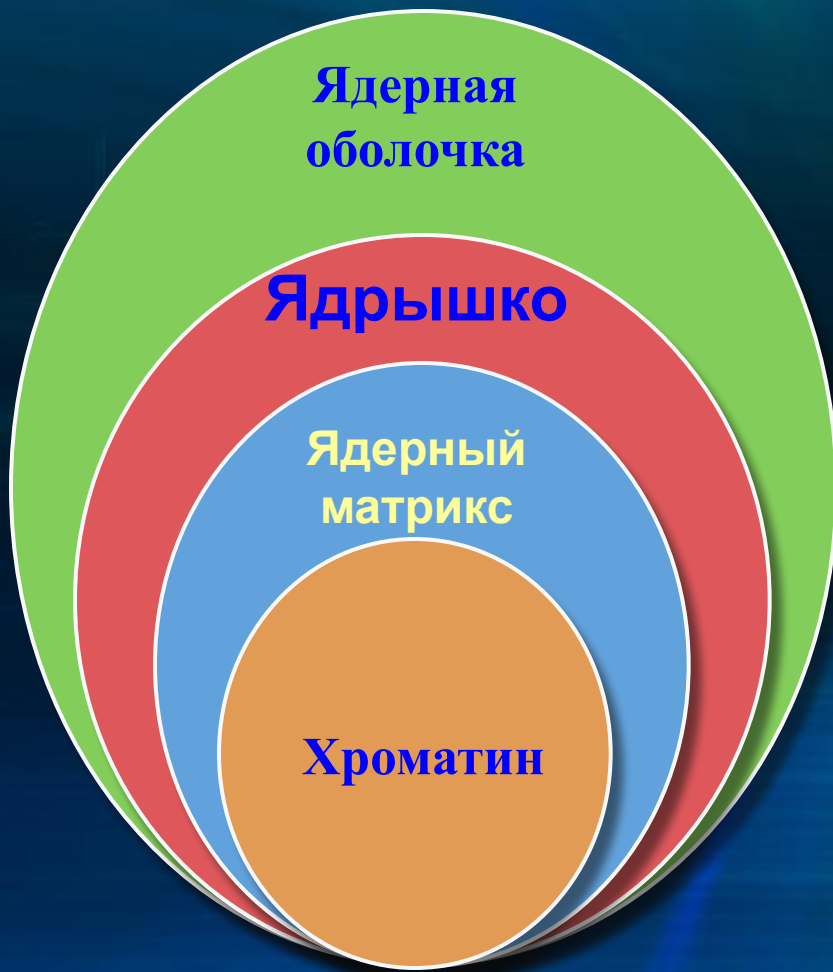 Ядерная
оболочка
Ядрышко
Ядерный
матрикс
Хроматин